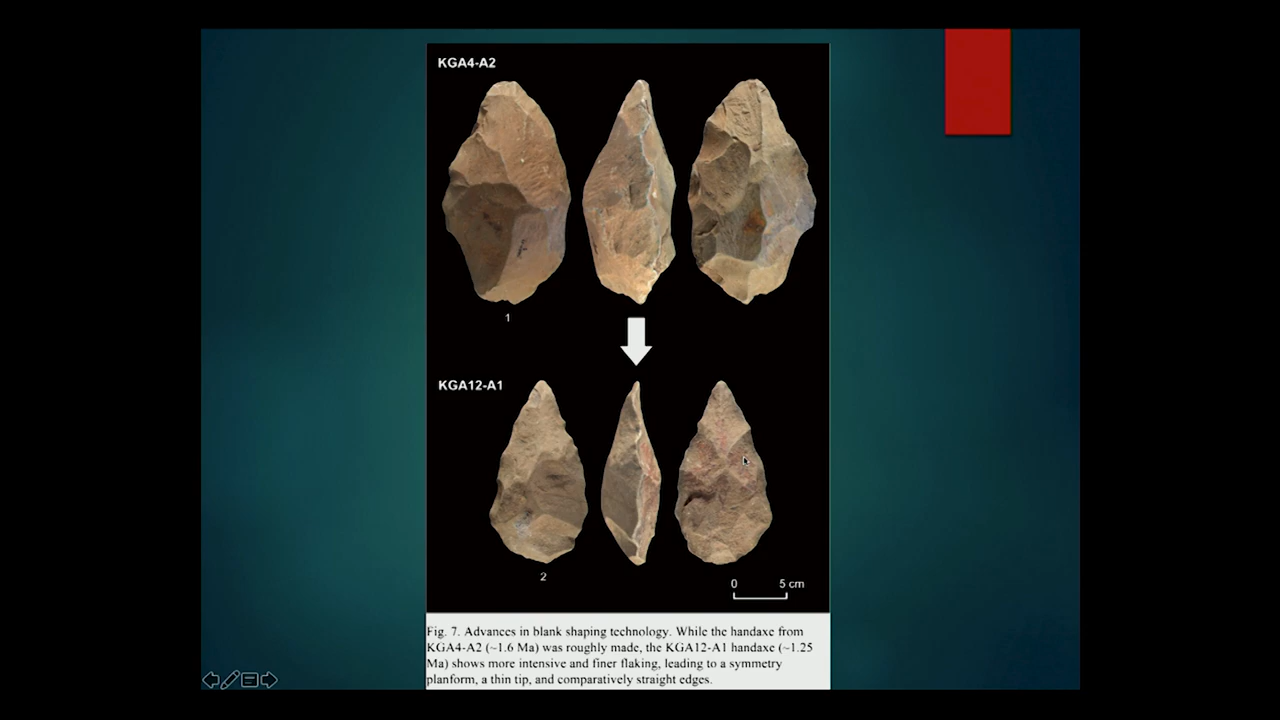 KGA4-A2
1
KGA12-A1
2
0 5 cm
Fig. 7. Advances in blank shaping technology. While the handaxe from
KGA4-A2 (~1.6 Ma) was roughly made, the KGA12-A1 handaxe (~1.25
Ma) shows more intensive and finer flaking, leading to a symmetry
planform, a thin tip, and comparatively straight edges.